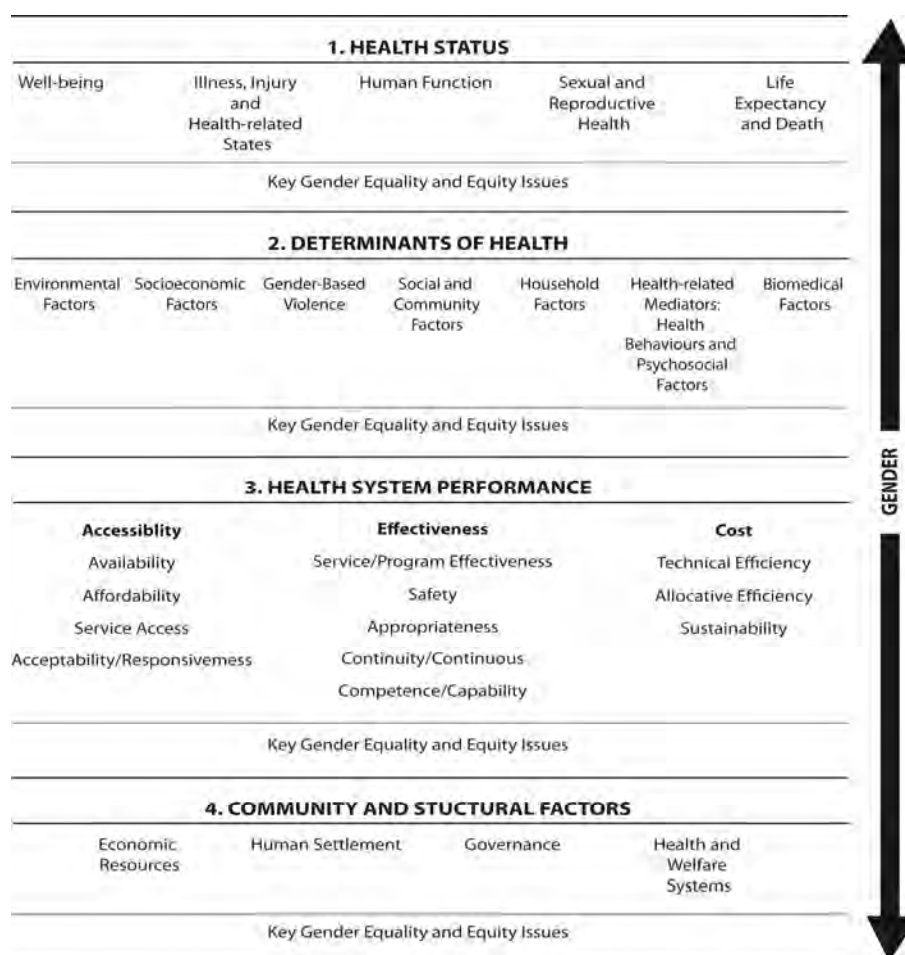 1. HEALTH STATUS
Well-being
Illness, Injury
and
Health-related
States
Human Function
Sexual and
Reproductive
Health
Life
Expectancy
and Death
Key Gender Equality and Equity Issues
2. DETERMINANTS OF HEALTH
Environmental
Factors
Socioeconomic
Factors
Gender-Based
Violence
Social and
Community
Factors
Household
Factors
Health-related
Mediators:
Health
Behaviours and
Psychosocial
Factors
Biomedical
Factors
Key Gender Equality and Equity Issues
3. HEALTH SYSTEM PERFORMANCE
Accessiblity
Availability
Affordability
Service Access
Acceptability/Responsivemess
Effectiveness
Service/Program Effectiveness
Safety
Appropriateness
Continuity/Continuous
Competence/Capability
Cost
Technical Efficiency
Allocative Efficiency
Sustainability
Key Gender Equality and Equity Issues
4. COMMUNITY AND STUCTURAL FACTORS
Economic
Resources
Human Settlement
Governance
Health and
Welfare
Systems
Key Gender Equality and Equity Issues
GENDER